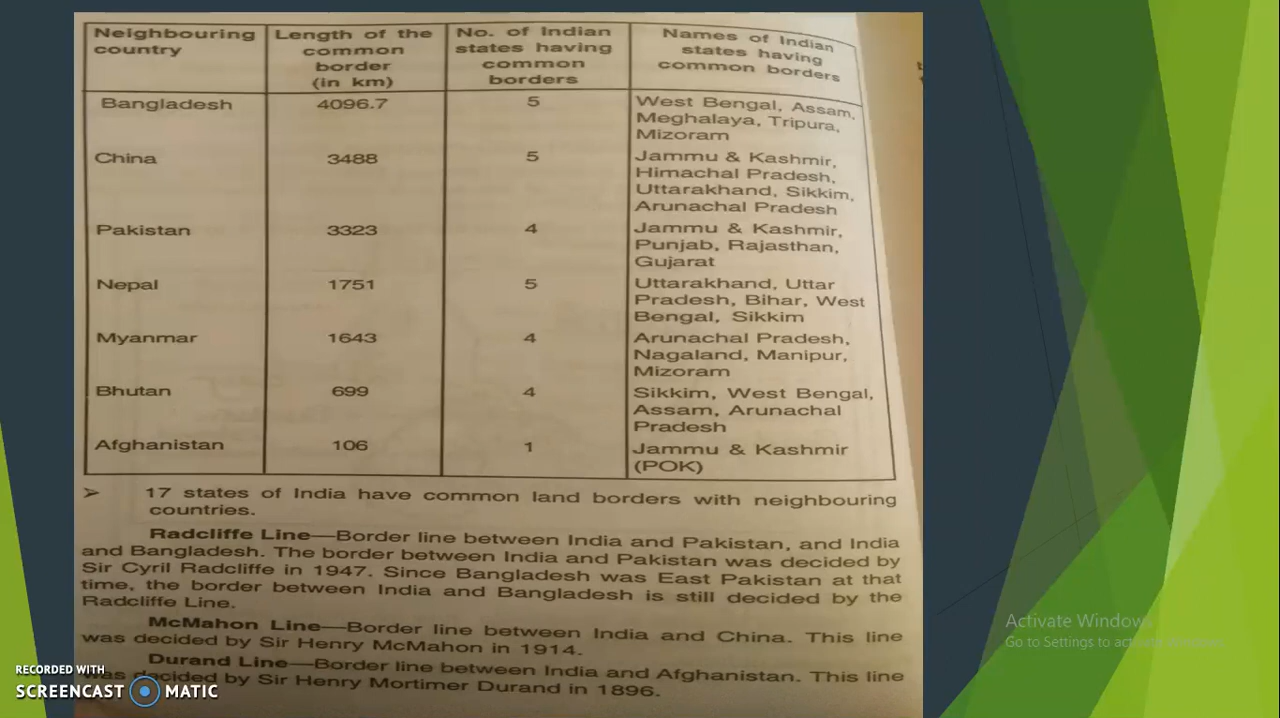 Neighbouring country | Length of the common border (in km) | No. of Indian states having common borders | Names of Indian states having common borders
Bangladesh | 4096.7 | 5 | West Bengal, Assam, Meghalaya, Tripura, Mizoram
China | 3488 | 5 | Jammu & Kashmir, Himachal Pradesh, Uttarakhand, Sikkim, Arunachal Pradesh
Pakistan | 3323 | 4 | Jammu & Kashmir, Punjab, Rajasthan, Gujarat
Nepal | 1751 | 5 | Uttarakhand, Uttar Pradesh, Bihar, West Bengal, Sikkim
Myanmar | 1643 | 4 | Arunachal Pradesh, Nagaland, Manipur, Mizoram
Bhutan | 699 | 4 | Sikkim, West Bengal, Assam, Arunachal Pradesh
Afghanistan | 106 | 1 | Jammu & Kashmir (POK)
➢ 17 states of India have common land borders with neighbouring
countries.
Radcliffe Line—Border line between India and Pakistan, and India
and Bangladesh. The border between India and Pakistan was decided by
Sir Cyril Radcliffe in 1947. Since Bangladesh was East Pakistan at that
time, the border between India and Bangladesh is still decided by the
Radcliffe Line.
McMahon Line—Border line between India and China. This line
was decided by Sir Henry McMahon in 1914.
Durand Line—Border line between India and Afghanistan. This line
was decided by Sir Henry Mortimer Durand in 1896.
Activate Windows
Go to Settings to activate Windows.
RECORDED WITH
SCREENCAST MATIC